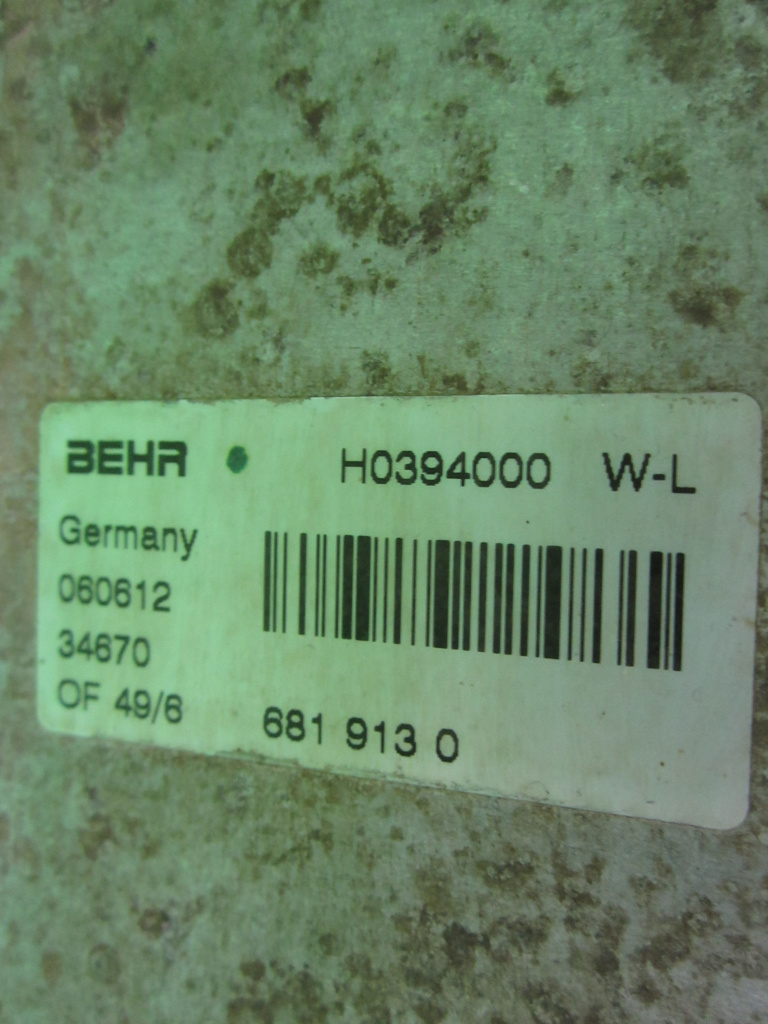 BEHR H0394000 W-L
Germany
060612
34670
OF 49/6
681 913 0